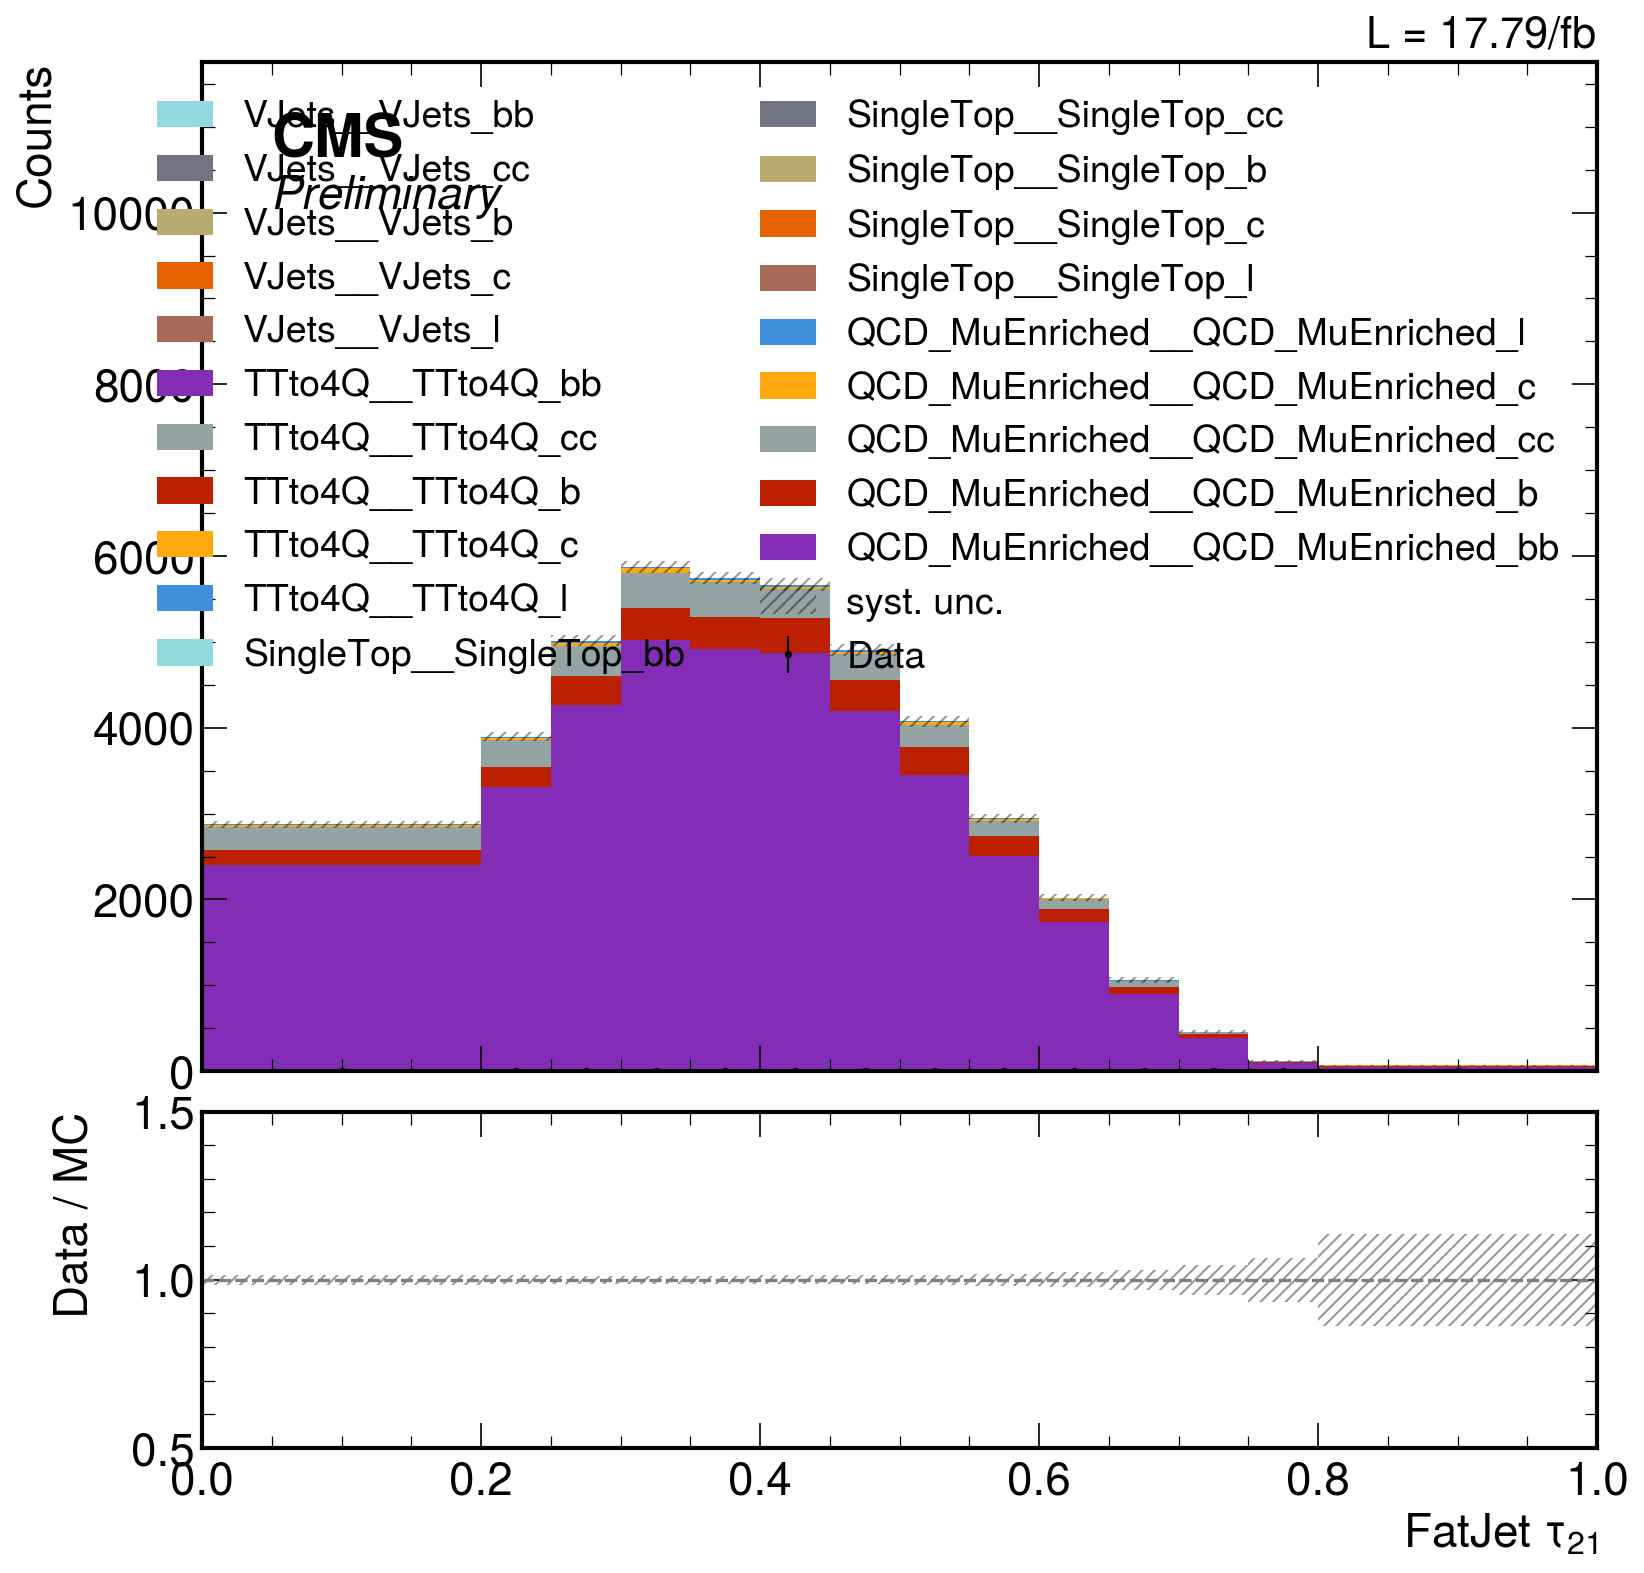 L = 17.79/fb
Counts
CMS
Preliminary
VJets__VJets_bb
VJets__VJets_cc
VJets__VJets_b
VJets__VJets_c
VJets__VJets_l
TTto4Q__TTto4Q_bb
TTto4Q__TTto4Q_cc
TTto4Q__TTto4Q_b
TTto4Q__TTto4Q_c
TTto4Q__TTto4Q_l
SingleTop__SingleTop_bb
SingleTop__SingleTop_cc
SingleTop__SingleTop_b
SingleTop__SingleTop_c
SingleTop__SingleTop_l
QCD_MuEnriched__QCD_MuEnriched_l
QCD_MuEnriched__QCD_MuEnriched_c
QCD_MuEnriched__QCD_MuEnriched_cc
QCD_MuEnriched__QCD_MuEnriched_b
QCD_MuEnriched__QCD_MuEnriched_bb
syst. unc.
Data
10000
8000
6000
4000
2000
0
Data / MC
1.5
1.0
0.5
0.0 0.2 0.4 0.6 0.8 1.0
FatJet τ21